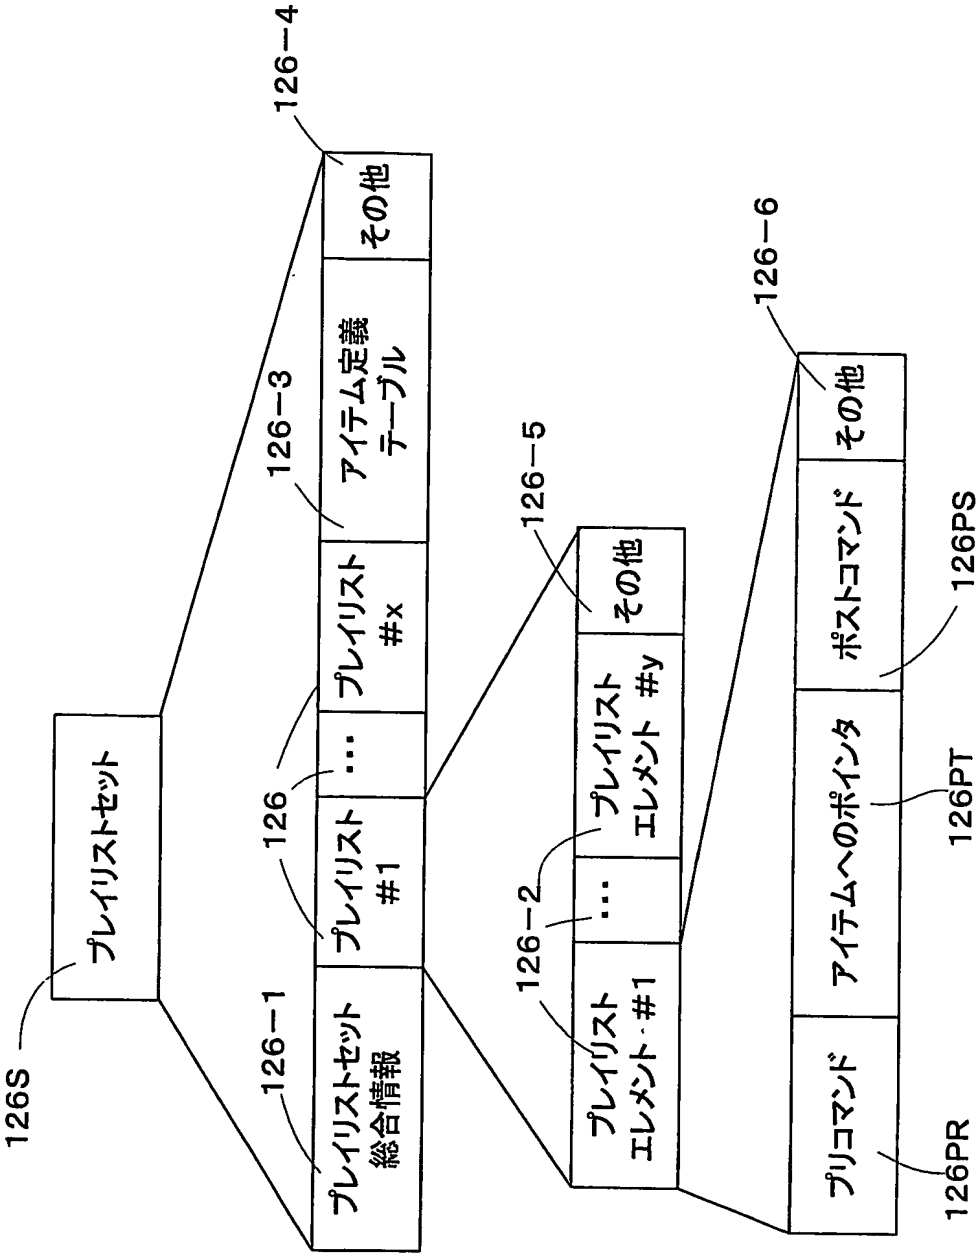 126S
プレイリストセット
126-1
126
126-3
126-4
プレイリストセット
総合情報
プレイリスト
#1
・・・
プレイリスト
#x
アイテム定義
テーブル
その他
126-2
126-5
プレイリスト
エレメント #1
・・・
プレイリスト
エレメント #y
その他
126-6
プリコマンド
アイテムへのポインタ
ポストコマンド
その他
126PR
126PT
126PS